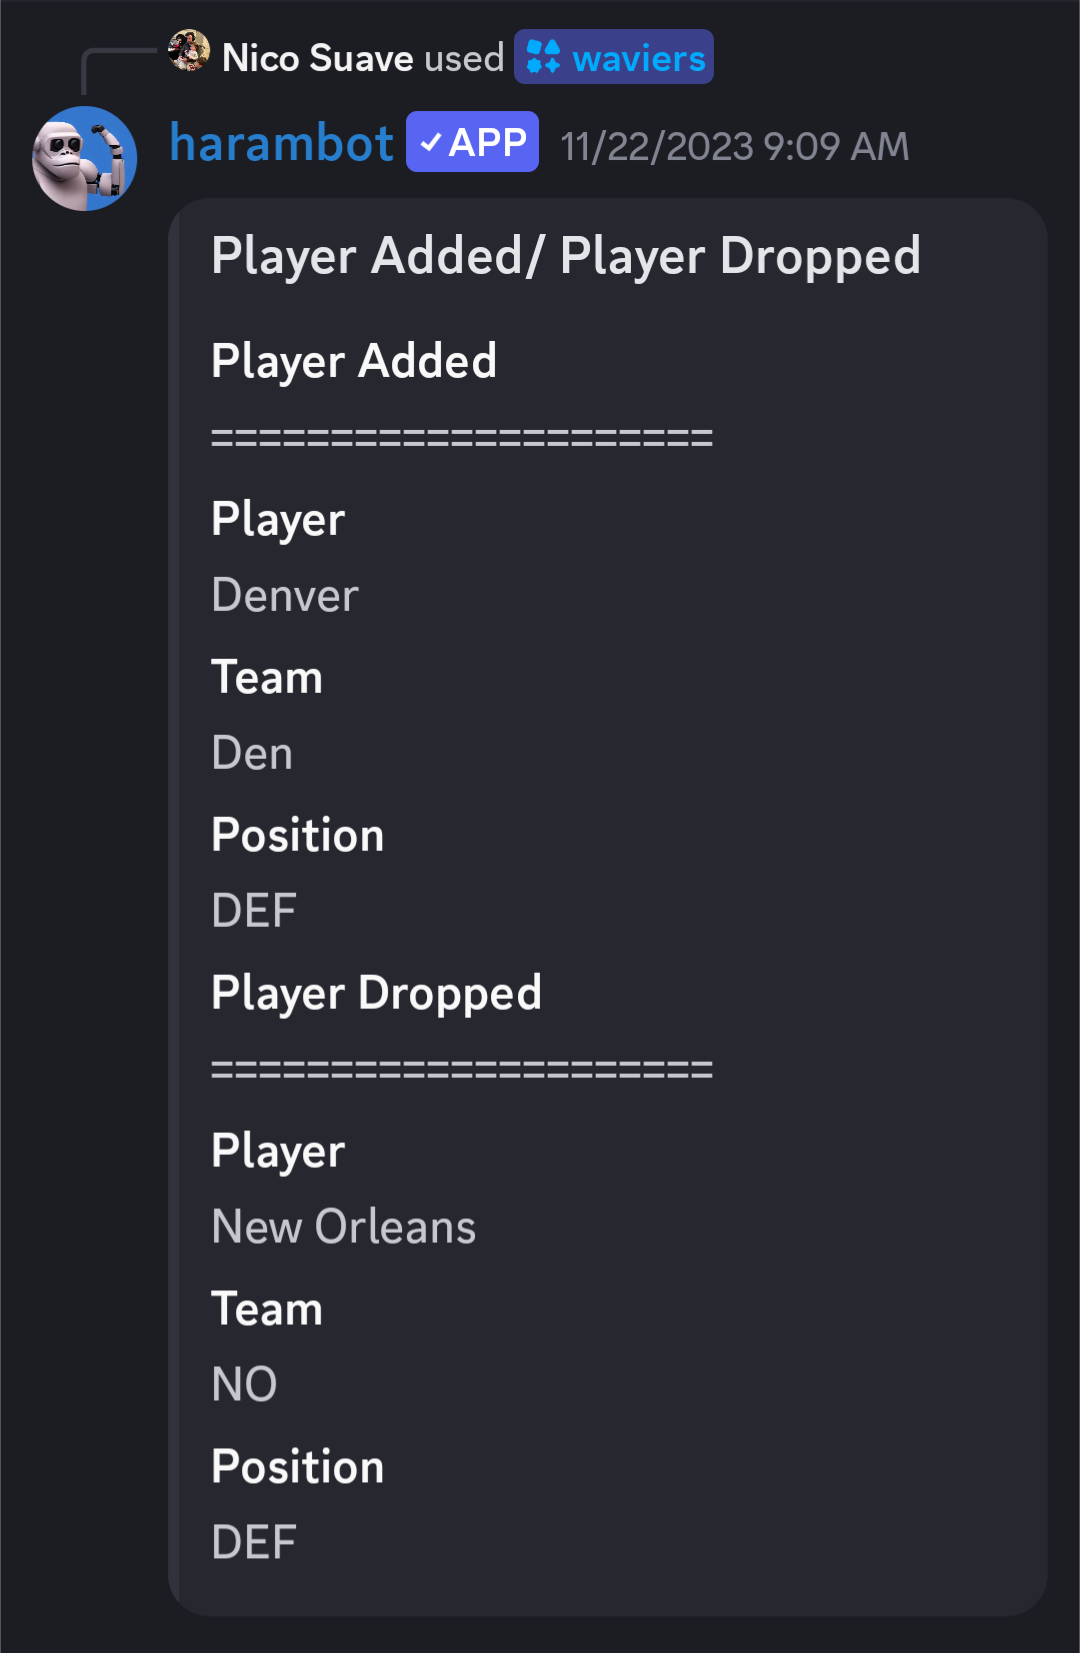 Nico Suave used waviers
harambot ✓ APP 11/22/2023 9:09 AM
Player Added/ Player Dropped
Player Added
=====================
Player
Denver
Team
Den
Position
DEF
Player Dropped
=====================
Player
New Orleans
Team
NO
Position
DEF